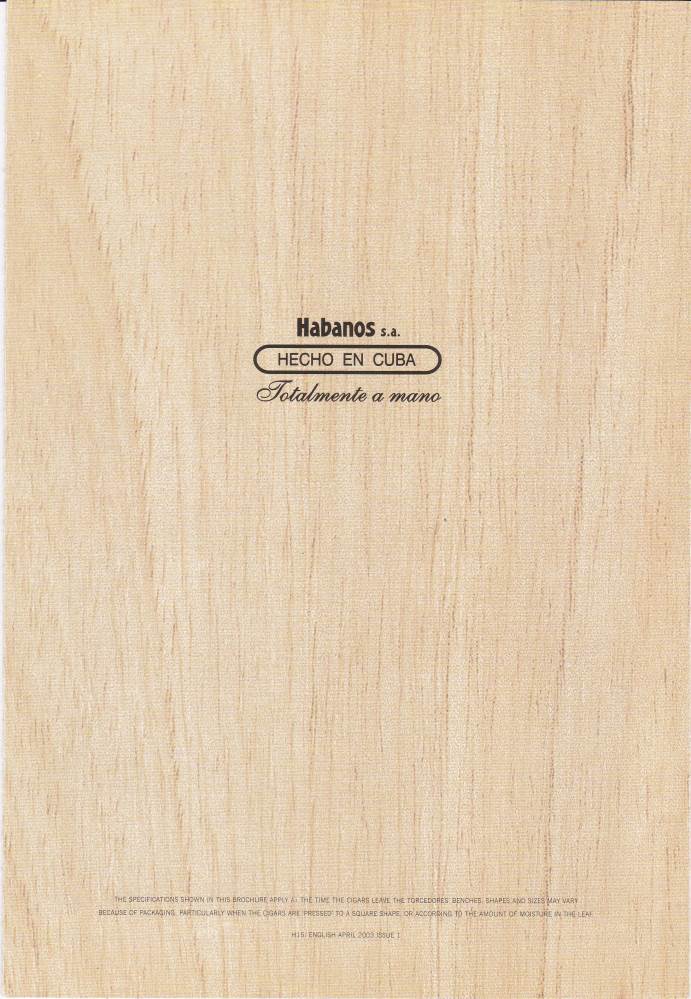 Habanos s.a.
HECHO EN CUBA
Totalmente a mano
THE SPECIFICATIONS SHOWN IN THIS BROCHURE APPLY AT THE TIME THE CIGARS LEAVE THE TORCEDORES' BENCHES. SHAPES AND SIZES MAY VARY
BECAUSE OF PACKAGING, PARTICULARLY WHEN THE CIGARS ARE 'PRESSED' TO A SQUARE SHAPE, OR ACCORDING TO THE AMOUNT OF MOISTURE IN THE LEAF.
ENGLISH APRIL 2003 ISSUE 1